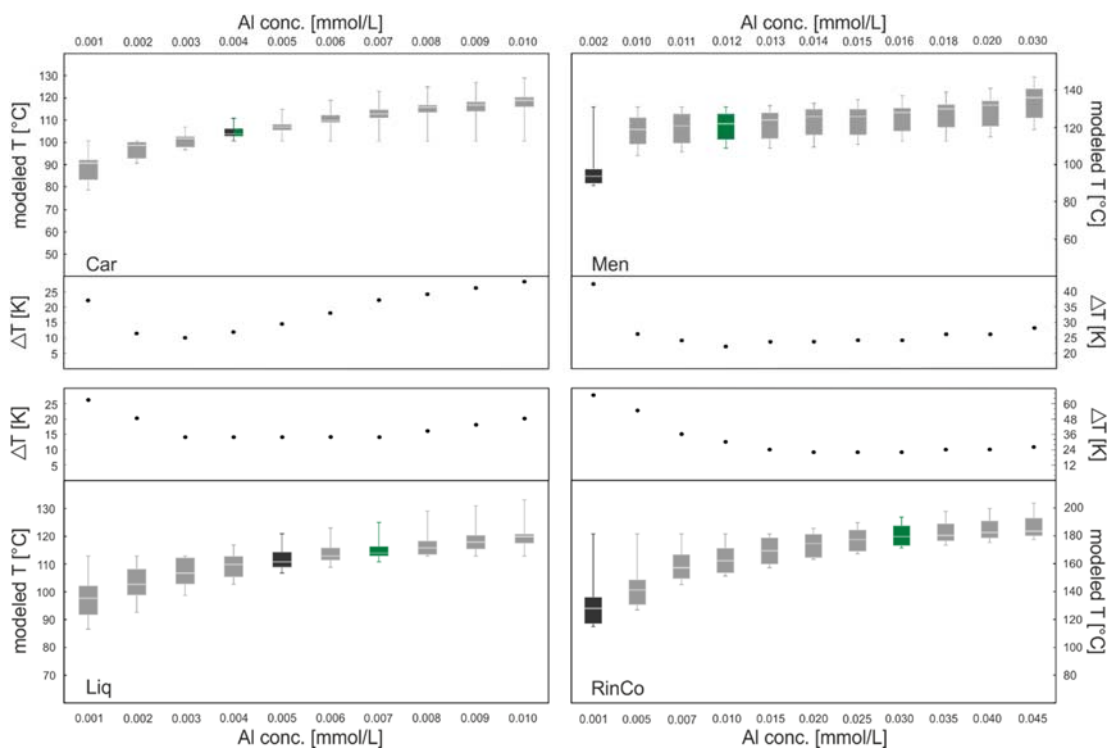 Al conc. [mmol/L]
0.001 0.002 0.003 0.004 0.005 0.006 0.007 0.008 0.009 0.010
modeled T [°C]
130
120
110
100
90
80
70
60
50
Car
ΔT [K]
25
20
15
10
5
Al conc. [mmol/L]
0.002 0.010 0.011 0.012 0.013 0.014 0.015 0.016 0.018 0.020 0.030
modeled T [°C]
140
120
100
80
60
Men
ΔT [K]
40
35
30
25
20
ΔT [K]
25
20
15
10
5
modeled T [°C]
130
120
110
100
90
80
70
Liq
0.001 0.002 0.003 0.004 0.005 0.006 0.007 0.008 0.009 0.010
Al conc. [mmol/L]
ΔT [K]
60
48
36
24
12
modeled T [°C]
200
180
160
140
120
100
80
RinCo
0.001 0.005 0.007 0.010 0.015 0.020 0.025 0.030 0.035 0.040 0.045
Al conc. [mmol/L]